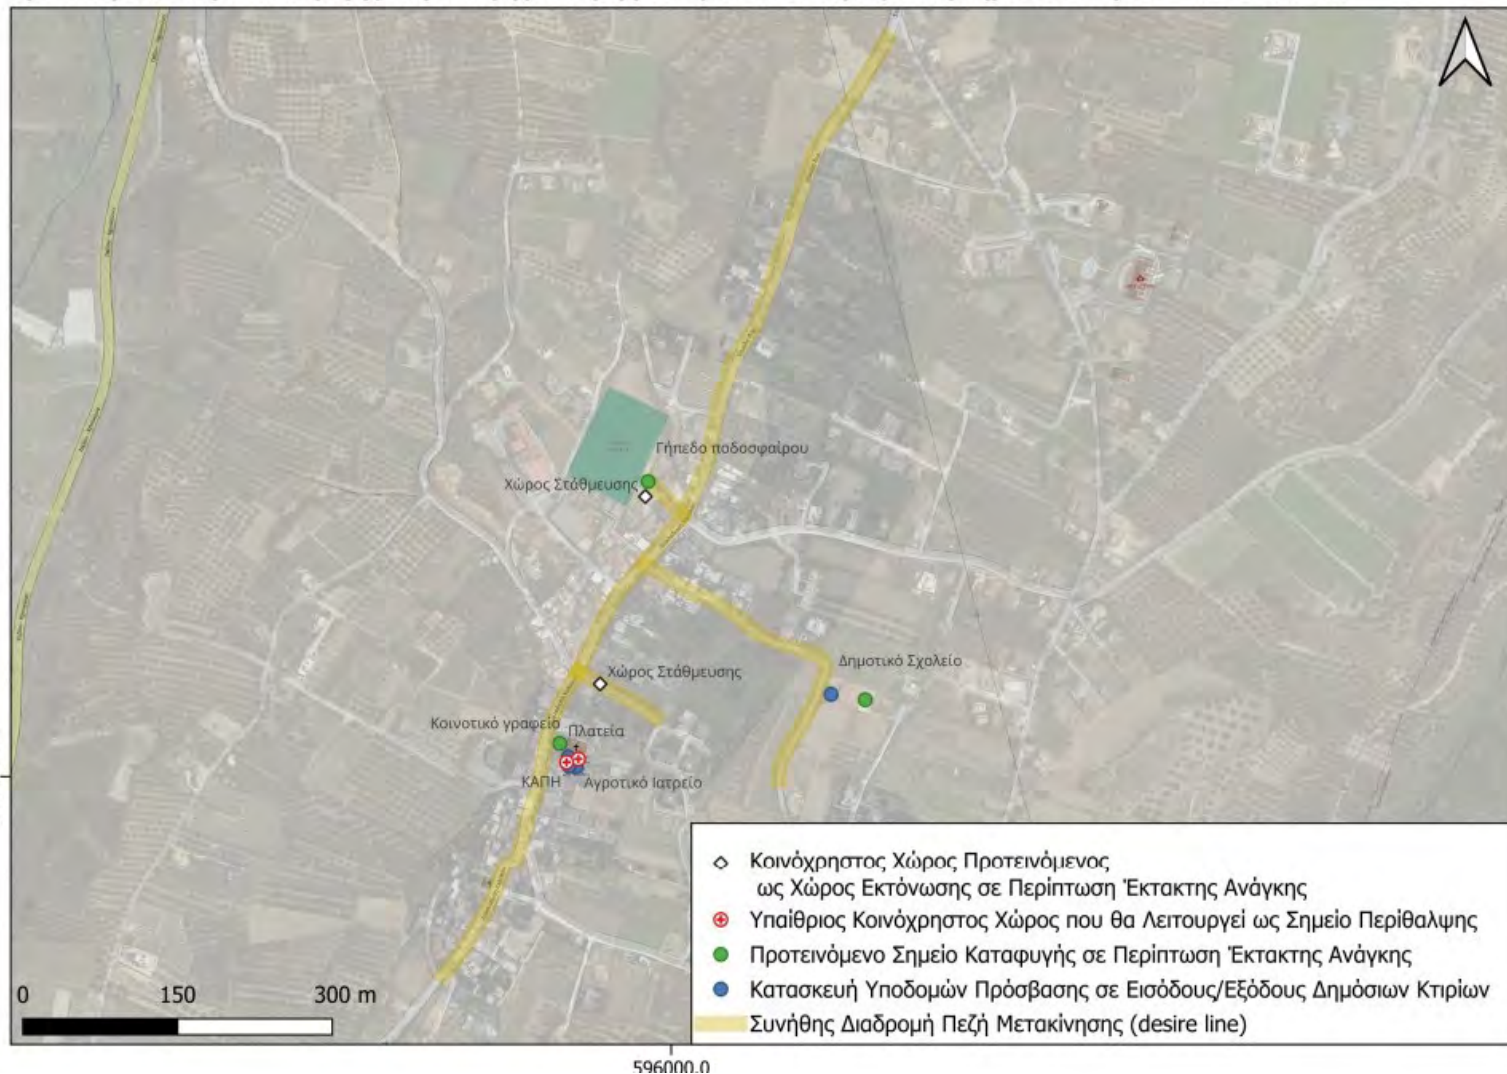 Γήπεδο ποδοσφαίρου
Χώρος Στάθμευσης
Δημοτικό Σχολείο
Χώρος Στάθμευσης
Κοινοτικό γραφείο
Πλατεία
ΚΑΠΗ
Αγροτικό Ιατρείο
Κοινόχρηστος Χώρος Προτεινόμενος
ως Χώρος Εκτόνωσης σε Περίπτωση Έκτακτης Ανάγκης
Υπαίθριος Κοινόχρηστος Χώρος που θα Λειτουργεί ως Σημείο Περίθαλψης
Προτεινόμενο Σημείο Καταφυγής σε Περίπτωση Έκτακτης Ανάγκης
Κατασκευή Υποδομών Πρόσβασης σε Εισόδους/Εξόδους Δημόσιων Κτιρίων
Συνήθης Διαδρομή Πεζή Μετακίνησης (desire line)
0 150 300 m
596000.0